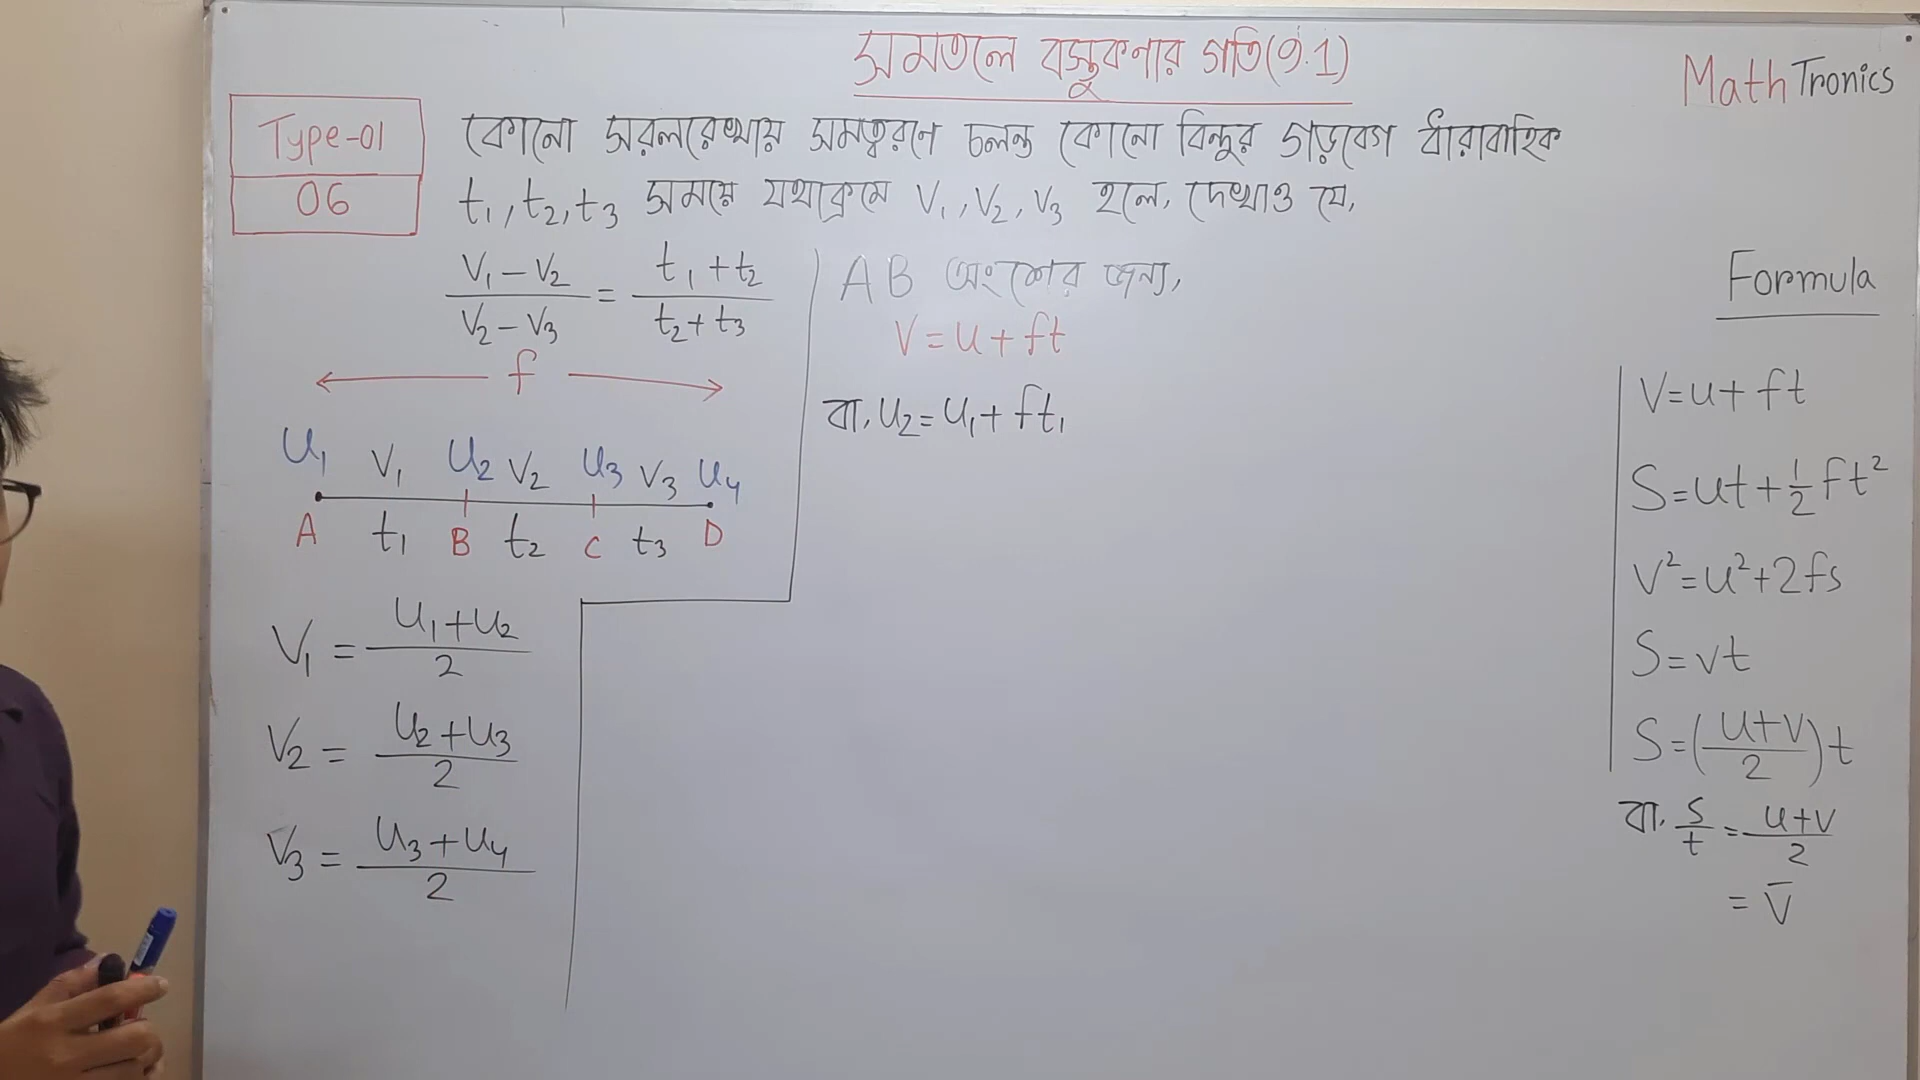 সমতলে বস্তুকণার গতি(9.1)
MathTronics
Type-01
06
কোনো সরলরেখায় সমত্বরণে চলন্ত কোনো বিন্দুর গড়বেগ ধারাবাহিক
t₁, t₂, t₃ সময়ে যথাক্রমে V₁, V₂, V₃ হলে, দেখাও যে,
(V₁ - V₂)/(V₂ - V₃) = (t₁ + t₂)/(t₂ + t₃)
f
U₁ V₁ U₂ V₂ U₃ V₃ U₄
A t₁ B t₂ C t₃ D
V₁ = (U₁+U₂)/2
V₂ = (U₂+U₃)/2
V₃ = (U₃+U₄)/2
AB অংশের জন্য,
V = U + ft
বা, U₂ = U₁ + ft₁
Formula
V = u + ft
S = ut + ½ ft²
V² = u² + 2fs
S = vt
S = ((u+v)/2)t
বা, s/t = (u+v)/2
= V̄